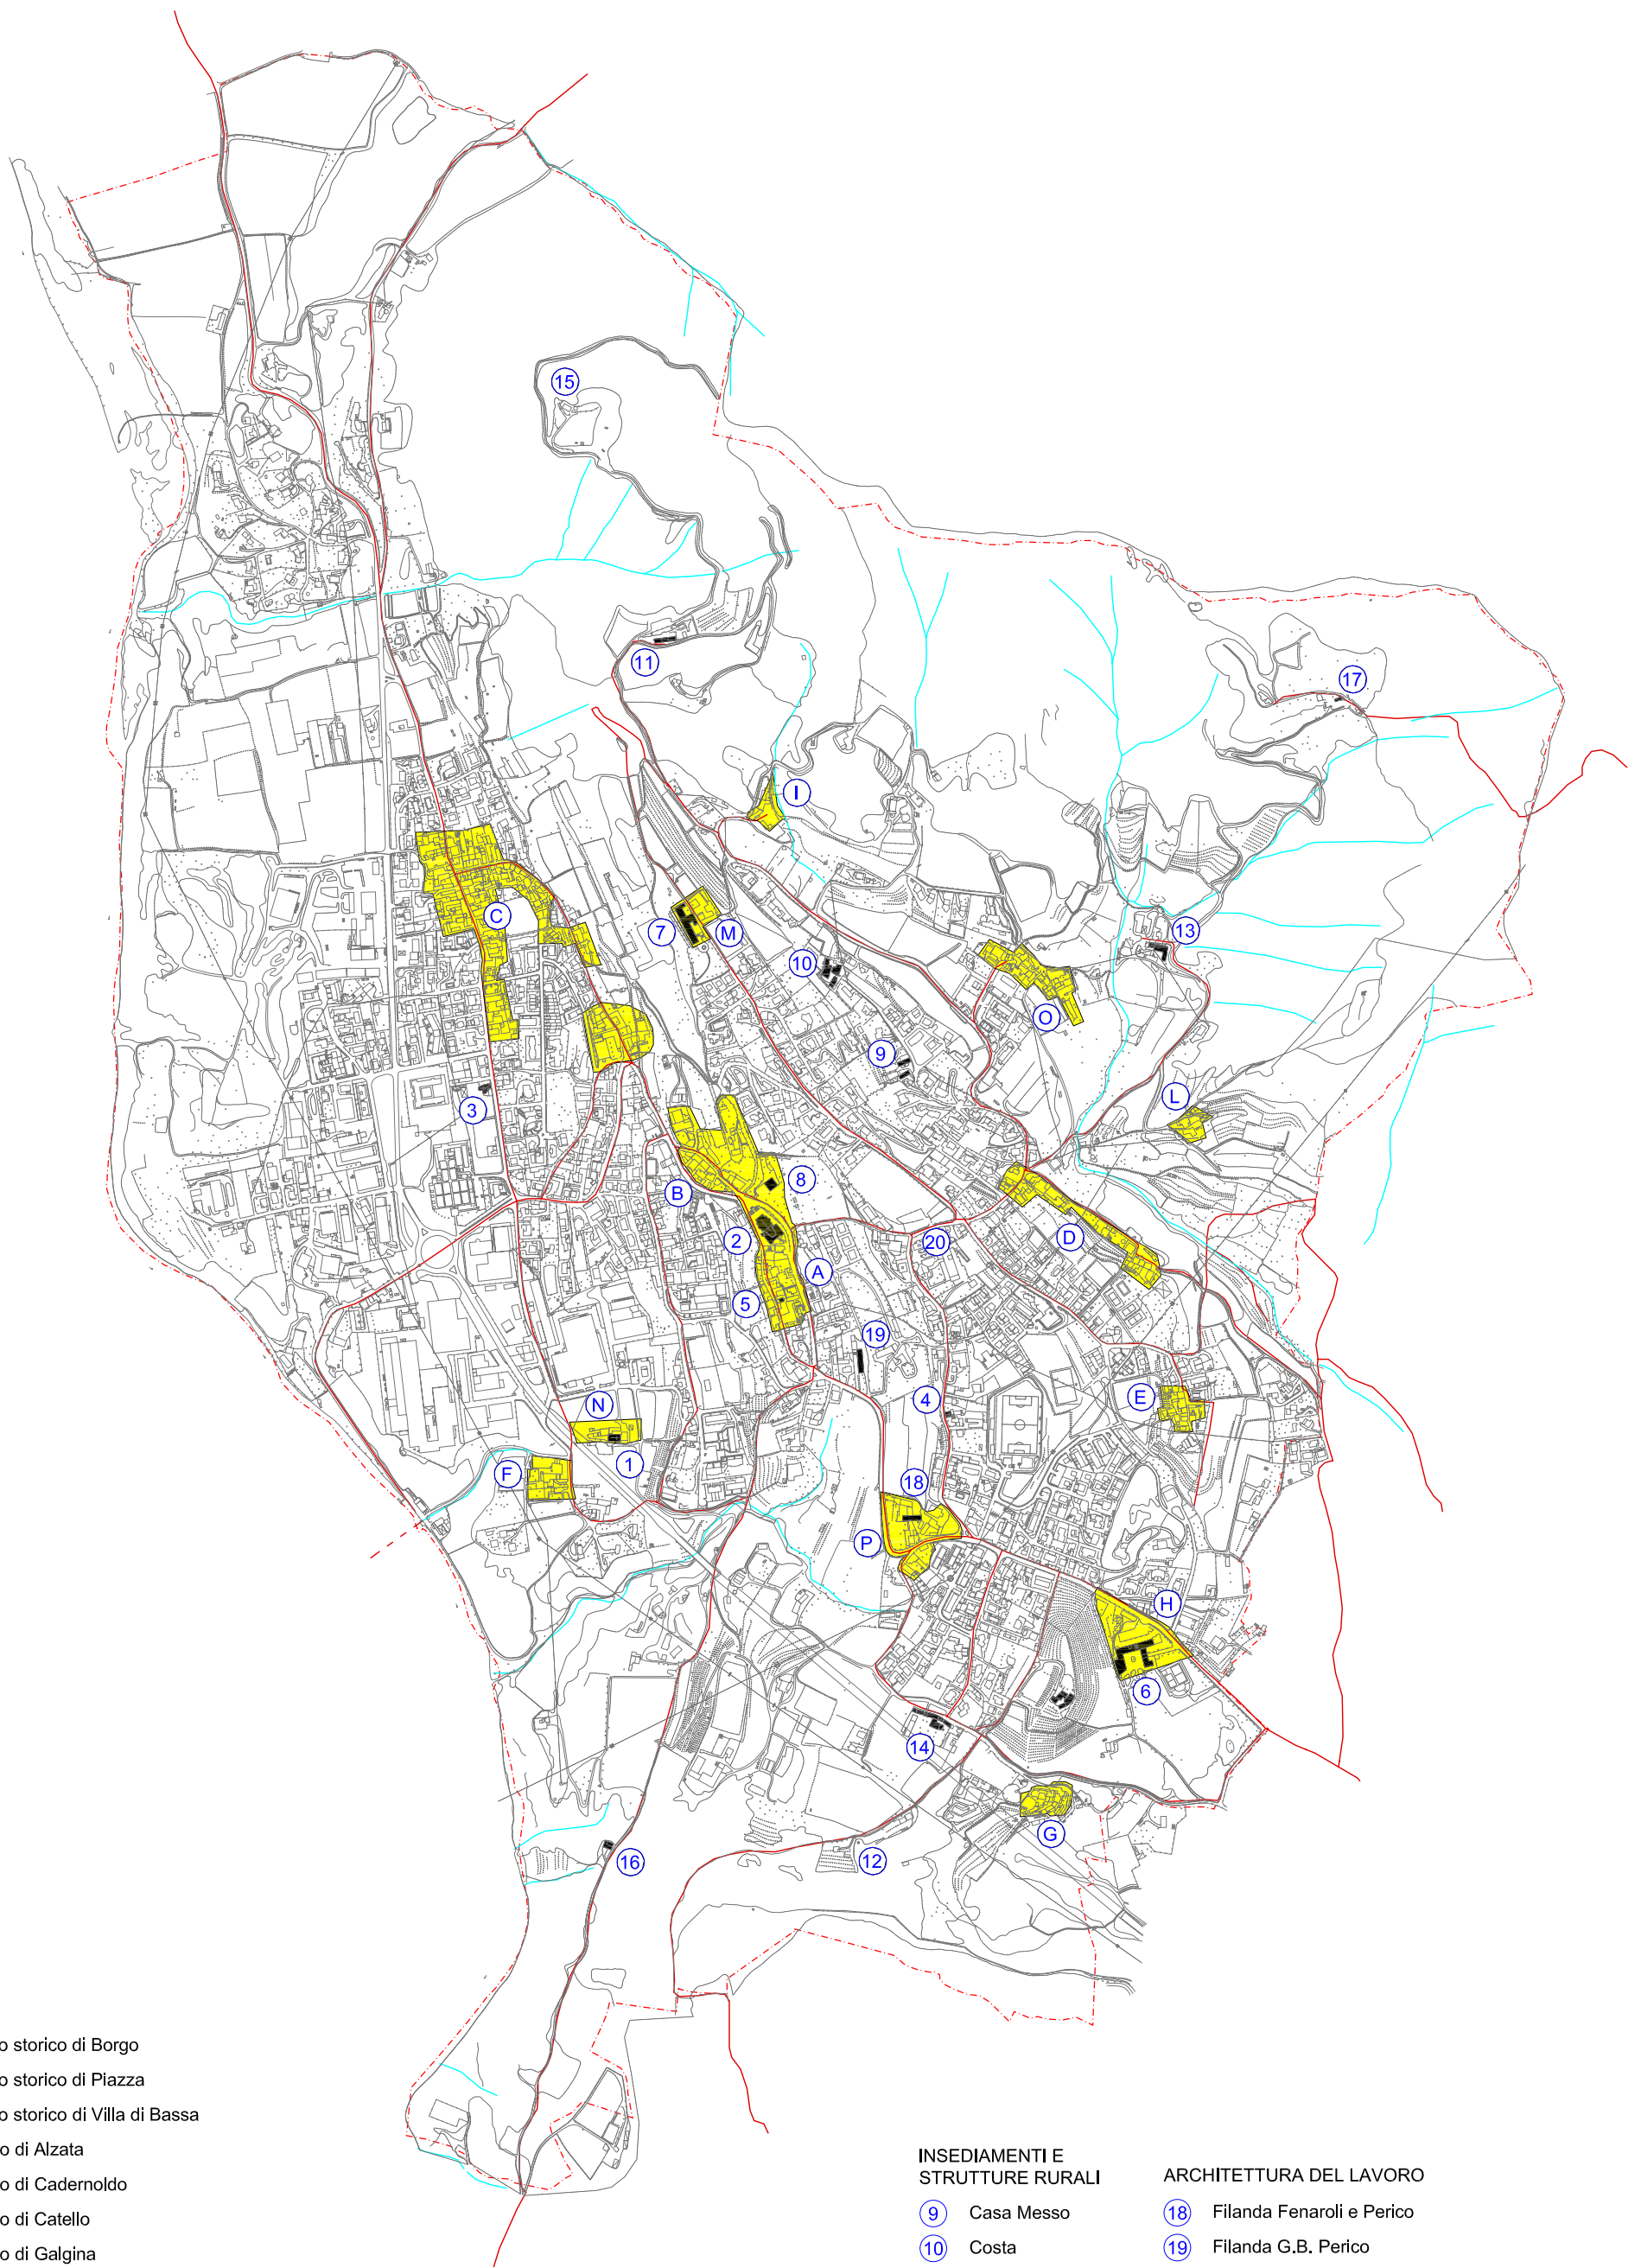 15
11
17
I
C
7
M
10
13
O
9
3
L
B
8
2
20
D
A
5
19
E
4
N
1
F
18
P
H
6
14
G
16
12
o storico di Borgo
o storico di Piazza
o storico di Villa di Bassa
o di Alzata
o di Cadernoldo
o di Catello
o di Galgina
INSEDIAMENTI E
STRUTTURE RURALI
9 Casa Messo
10 Costa
ARCHITETTURA DEL LAVORO
18 Filanda Fenaroli e Perico
19 Filanda G.B. Perico